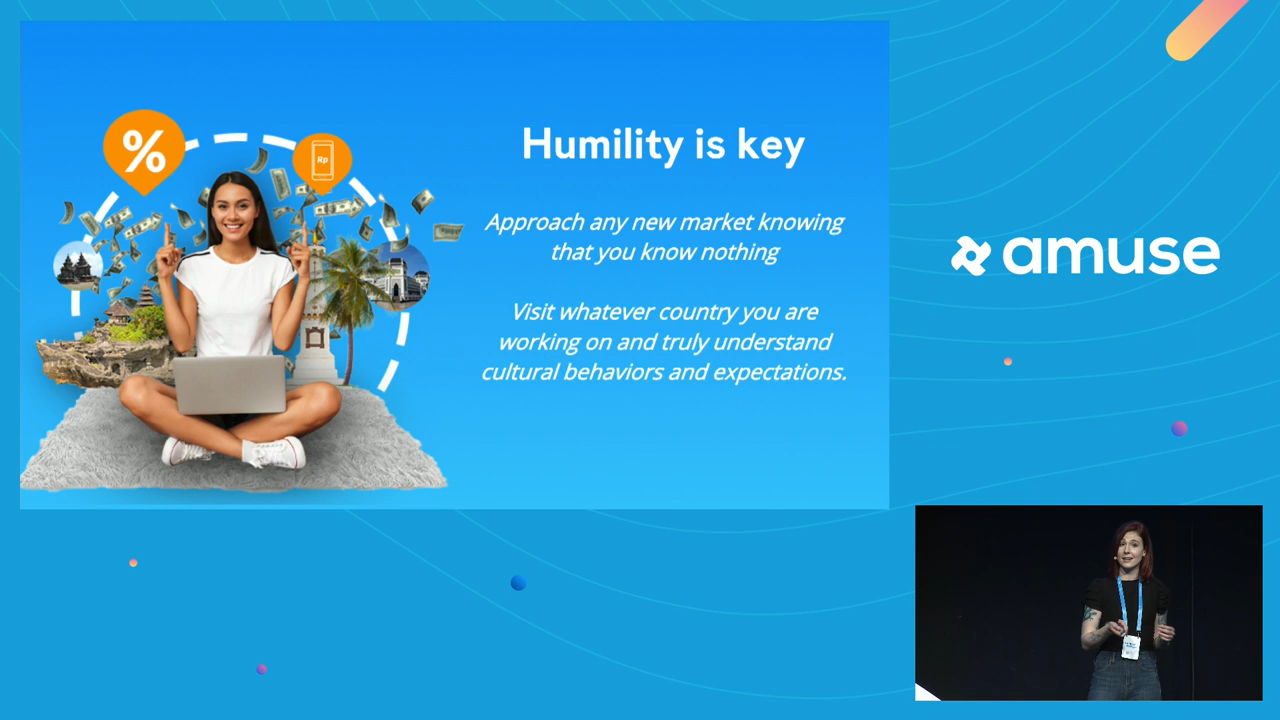 %
Rp
Humility is key
Approach any new market knowing
that you know nothing
Visit whatever country you are
working on and truly understand
cultural behaviors and expectations.
amuse